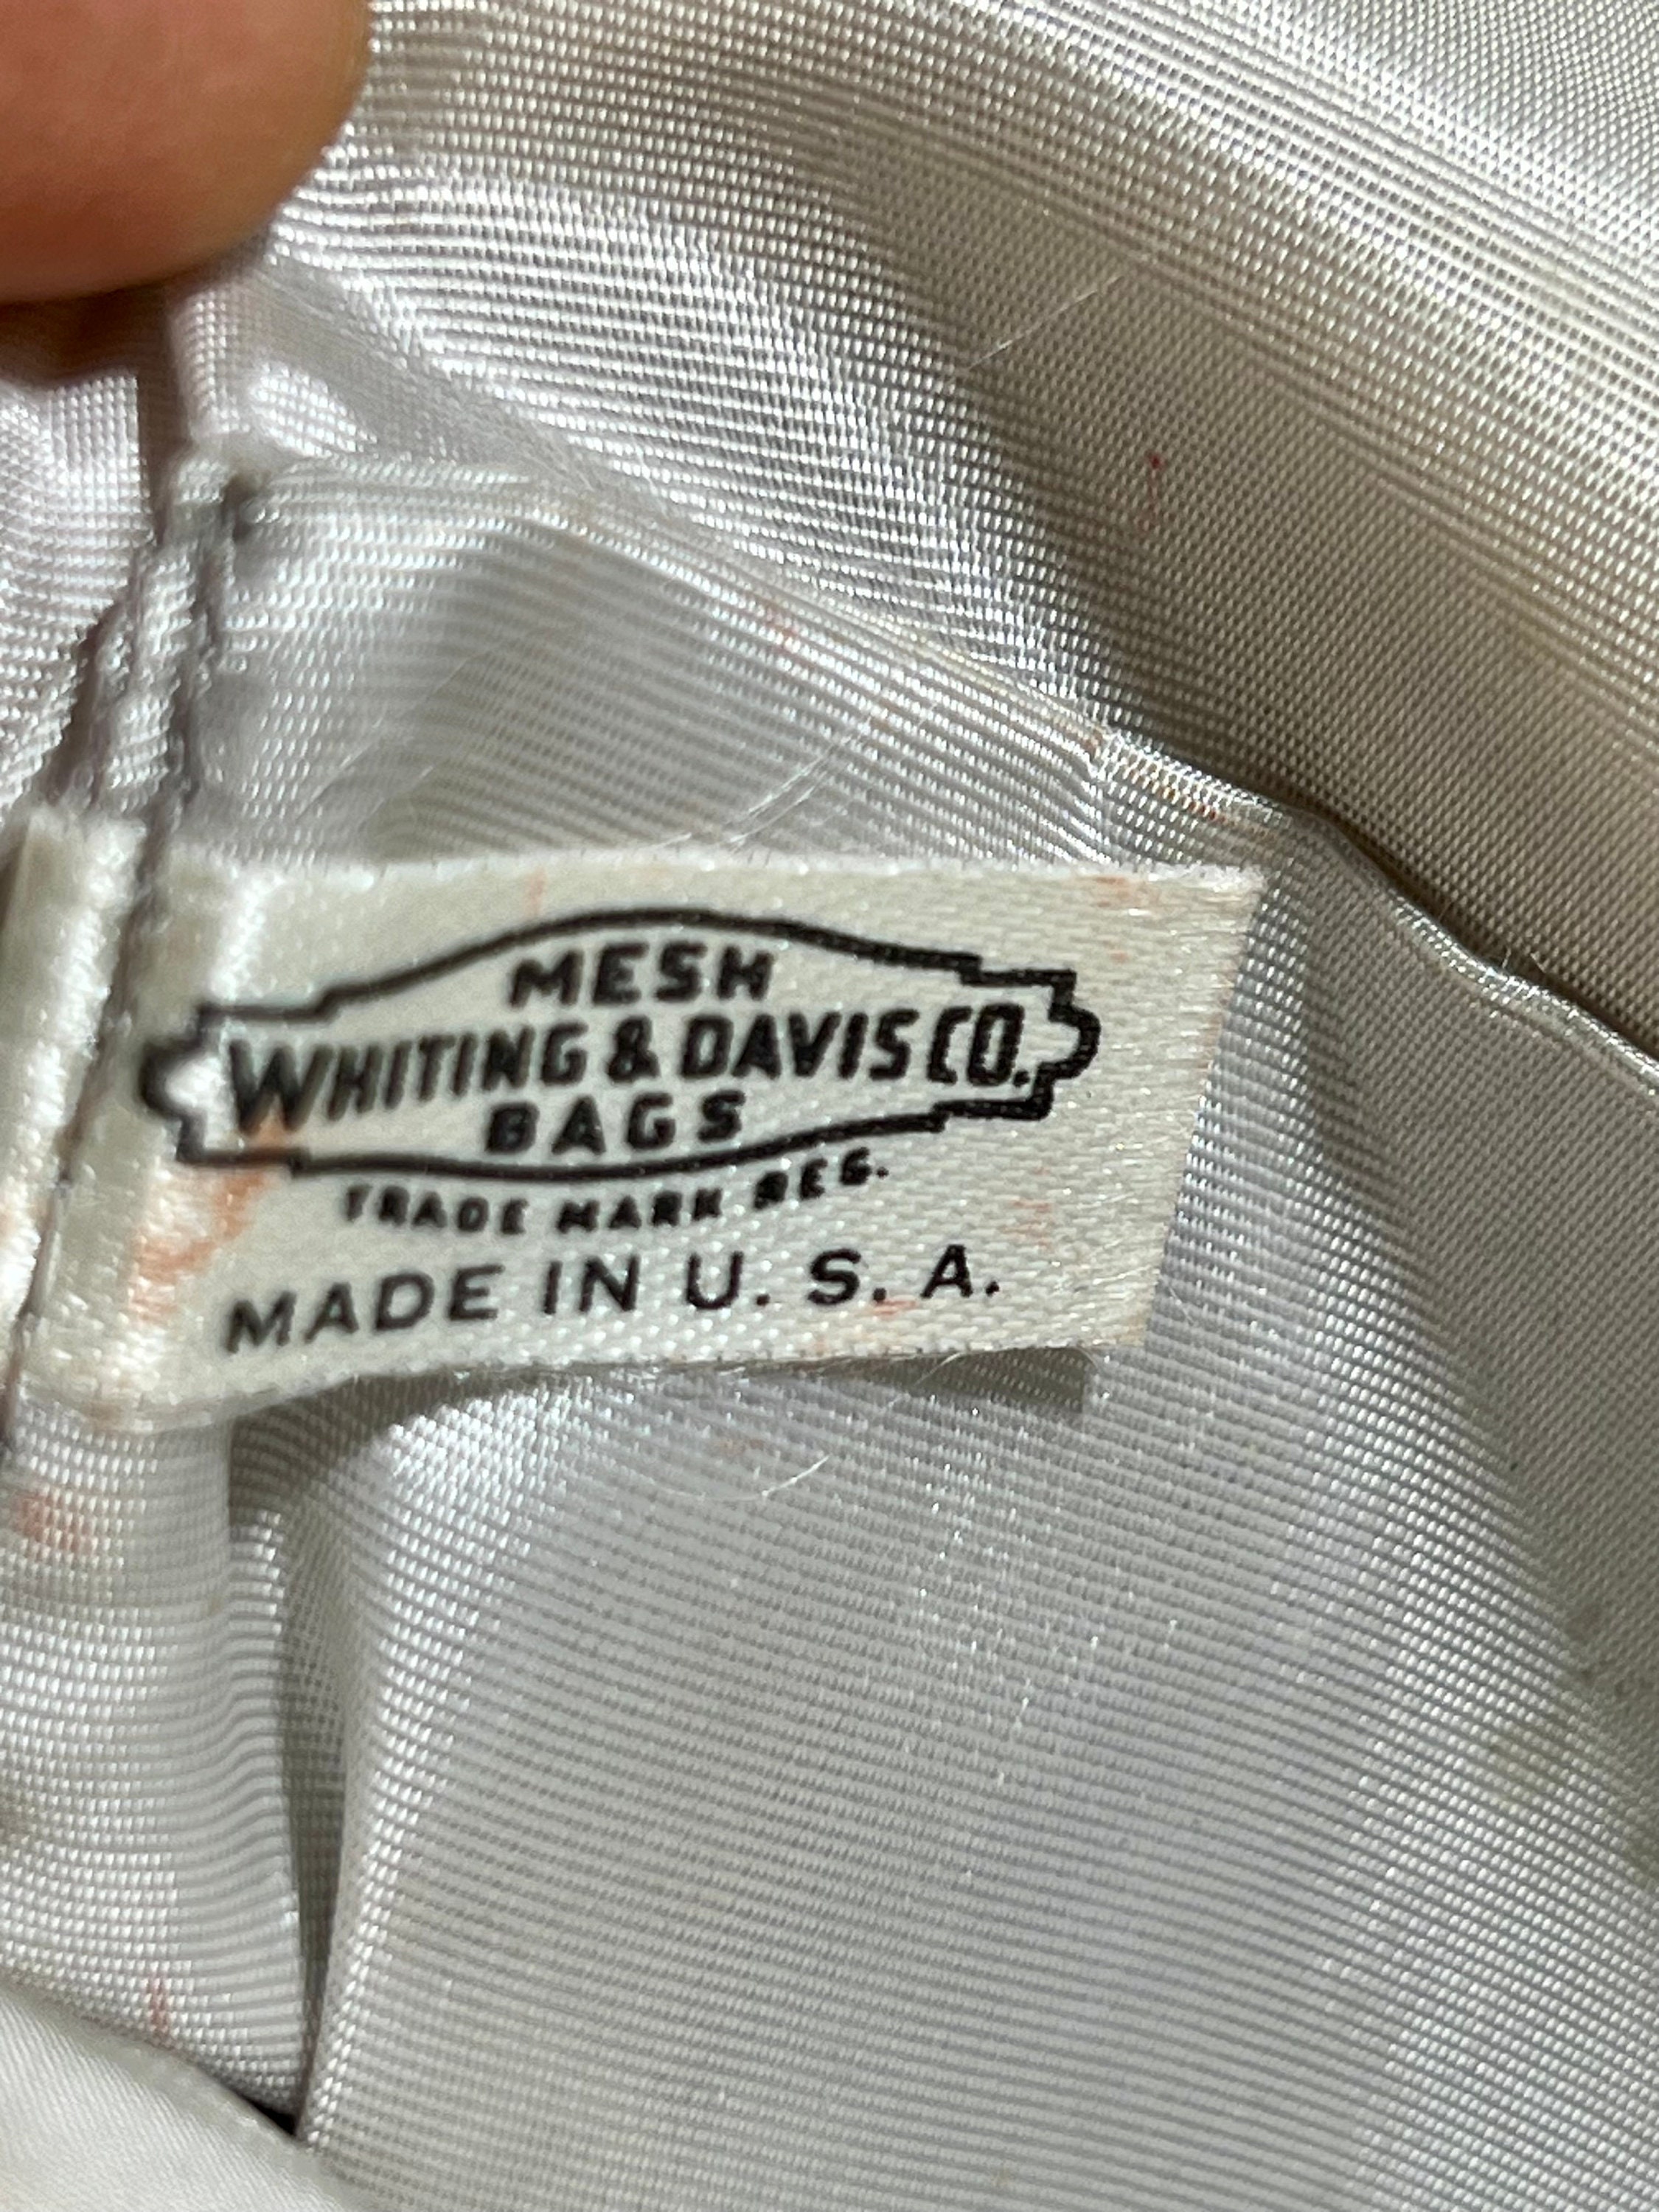 MESH
WHITING & DAVIS CO.
BAGS
TRADE MARK REG.
MADE IN U. S. A.